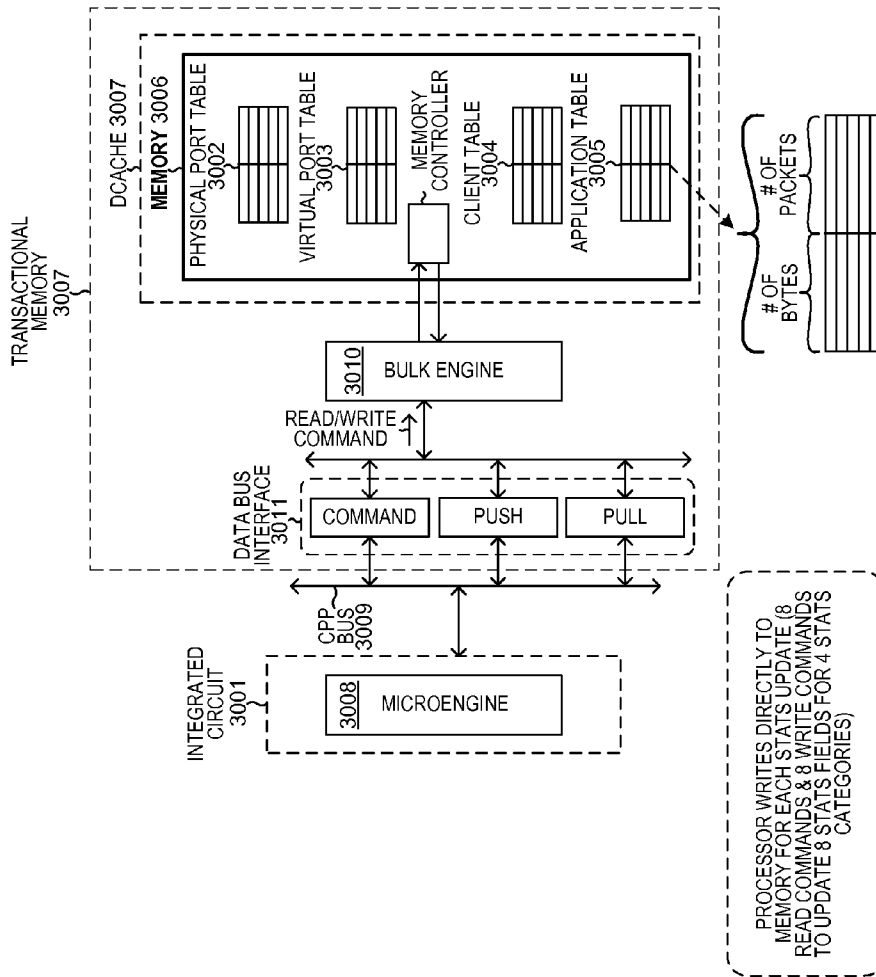 TRANSACTIONAL
MEMORY
3007
DCACHE 3007
MEMORY 3006
PHYSICAL PORT TABLE
3002
VIRTUAL PORT TABLE
3003
MEMORY
CONTROLLER
CLIENT TABLE
3004
APPLICATION TABLE
3005
# OF
BYTES
# OF
PACKETS
3010
BULK ENGINE
READ/WRITE
COMMAND
DATA BUS
INTERFACE
3011
COMMAND
PUSH
PULL
CPP
BUS
3009
INTEGRATED
CIRCUIT
3001
3008
MICROENGINE
PROCESSOR WRITES DIRECTLY TO
MEMORY FOR EACH STATS UPDATE (8
READ COMMANDS & 8 WRITE COMMANDS
TO UPDATE 8 STATS FIELDS FOR 4 STATS
CATEGORIES)